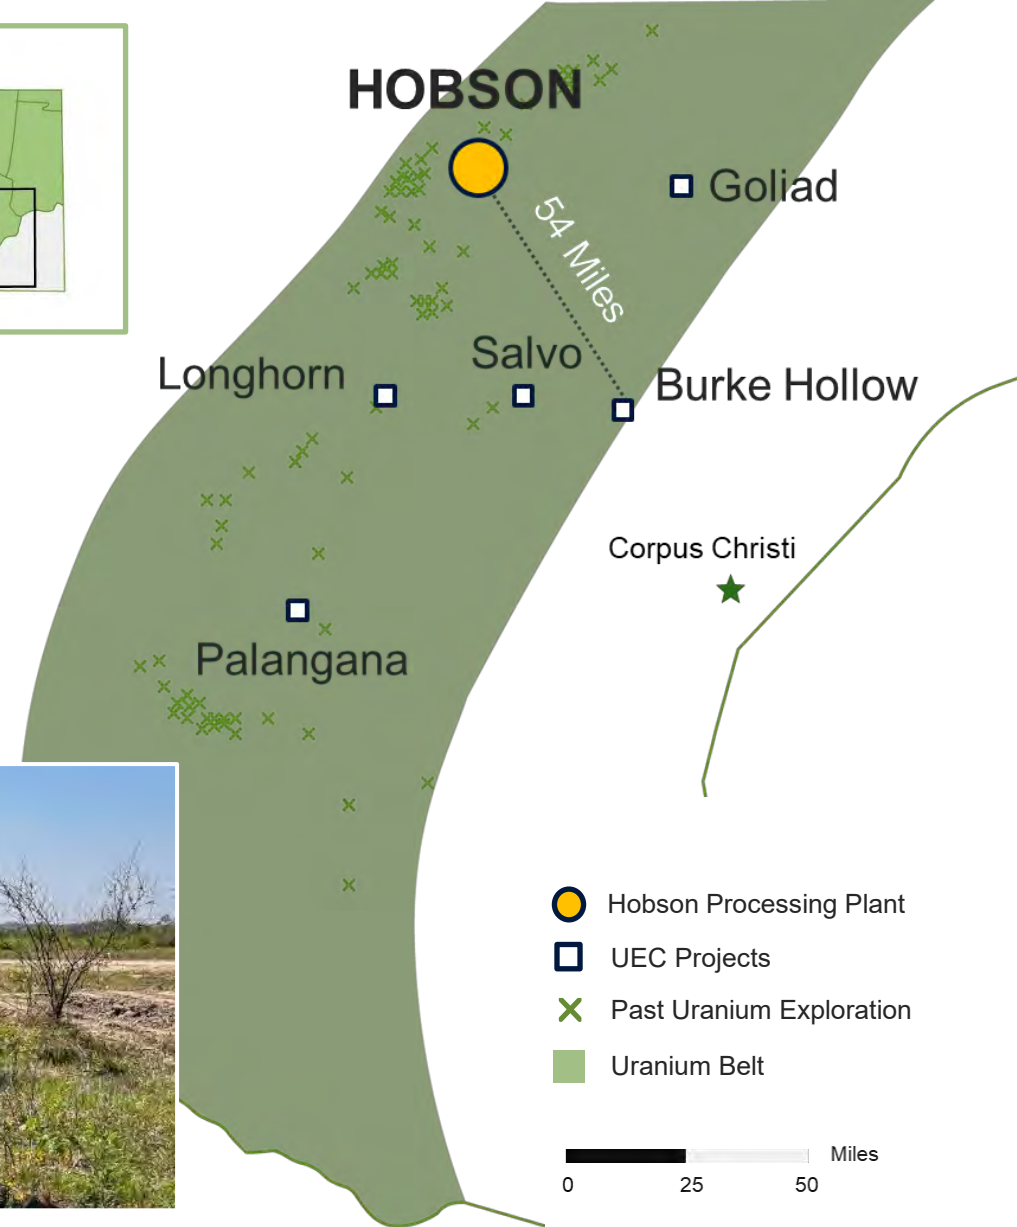 HOBSON
Goliad
54 Miles
Salvo
Longhorn
Burke Hollow
Corpus Christi
Palangana
Hobson Processing Plant
UEC Projects
Past Uranium Exploration
Uranium Belt
Miles
0 25 50